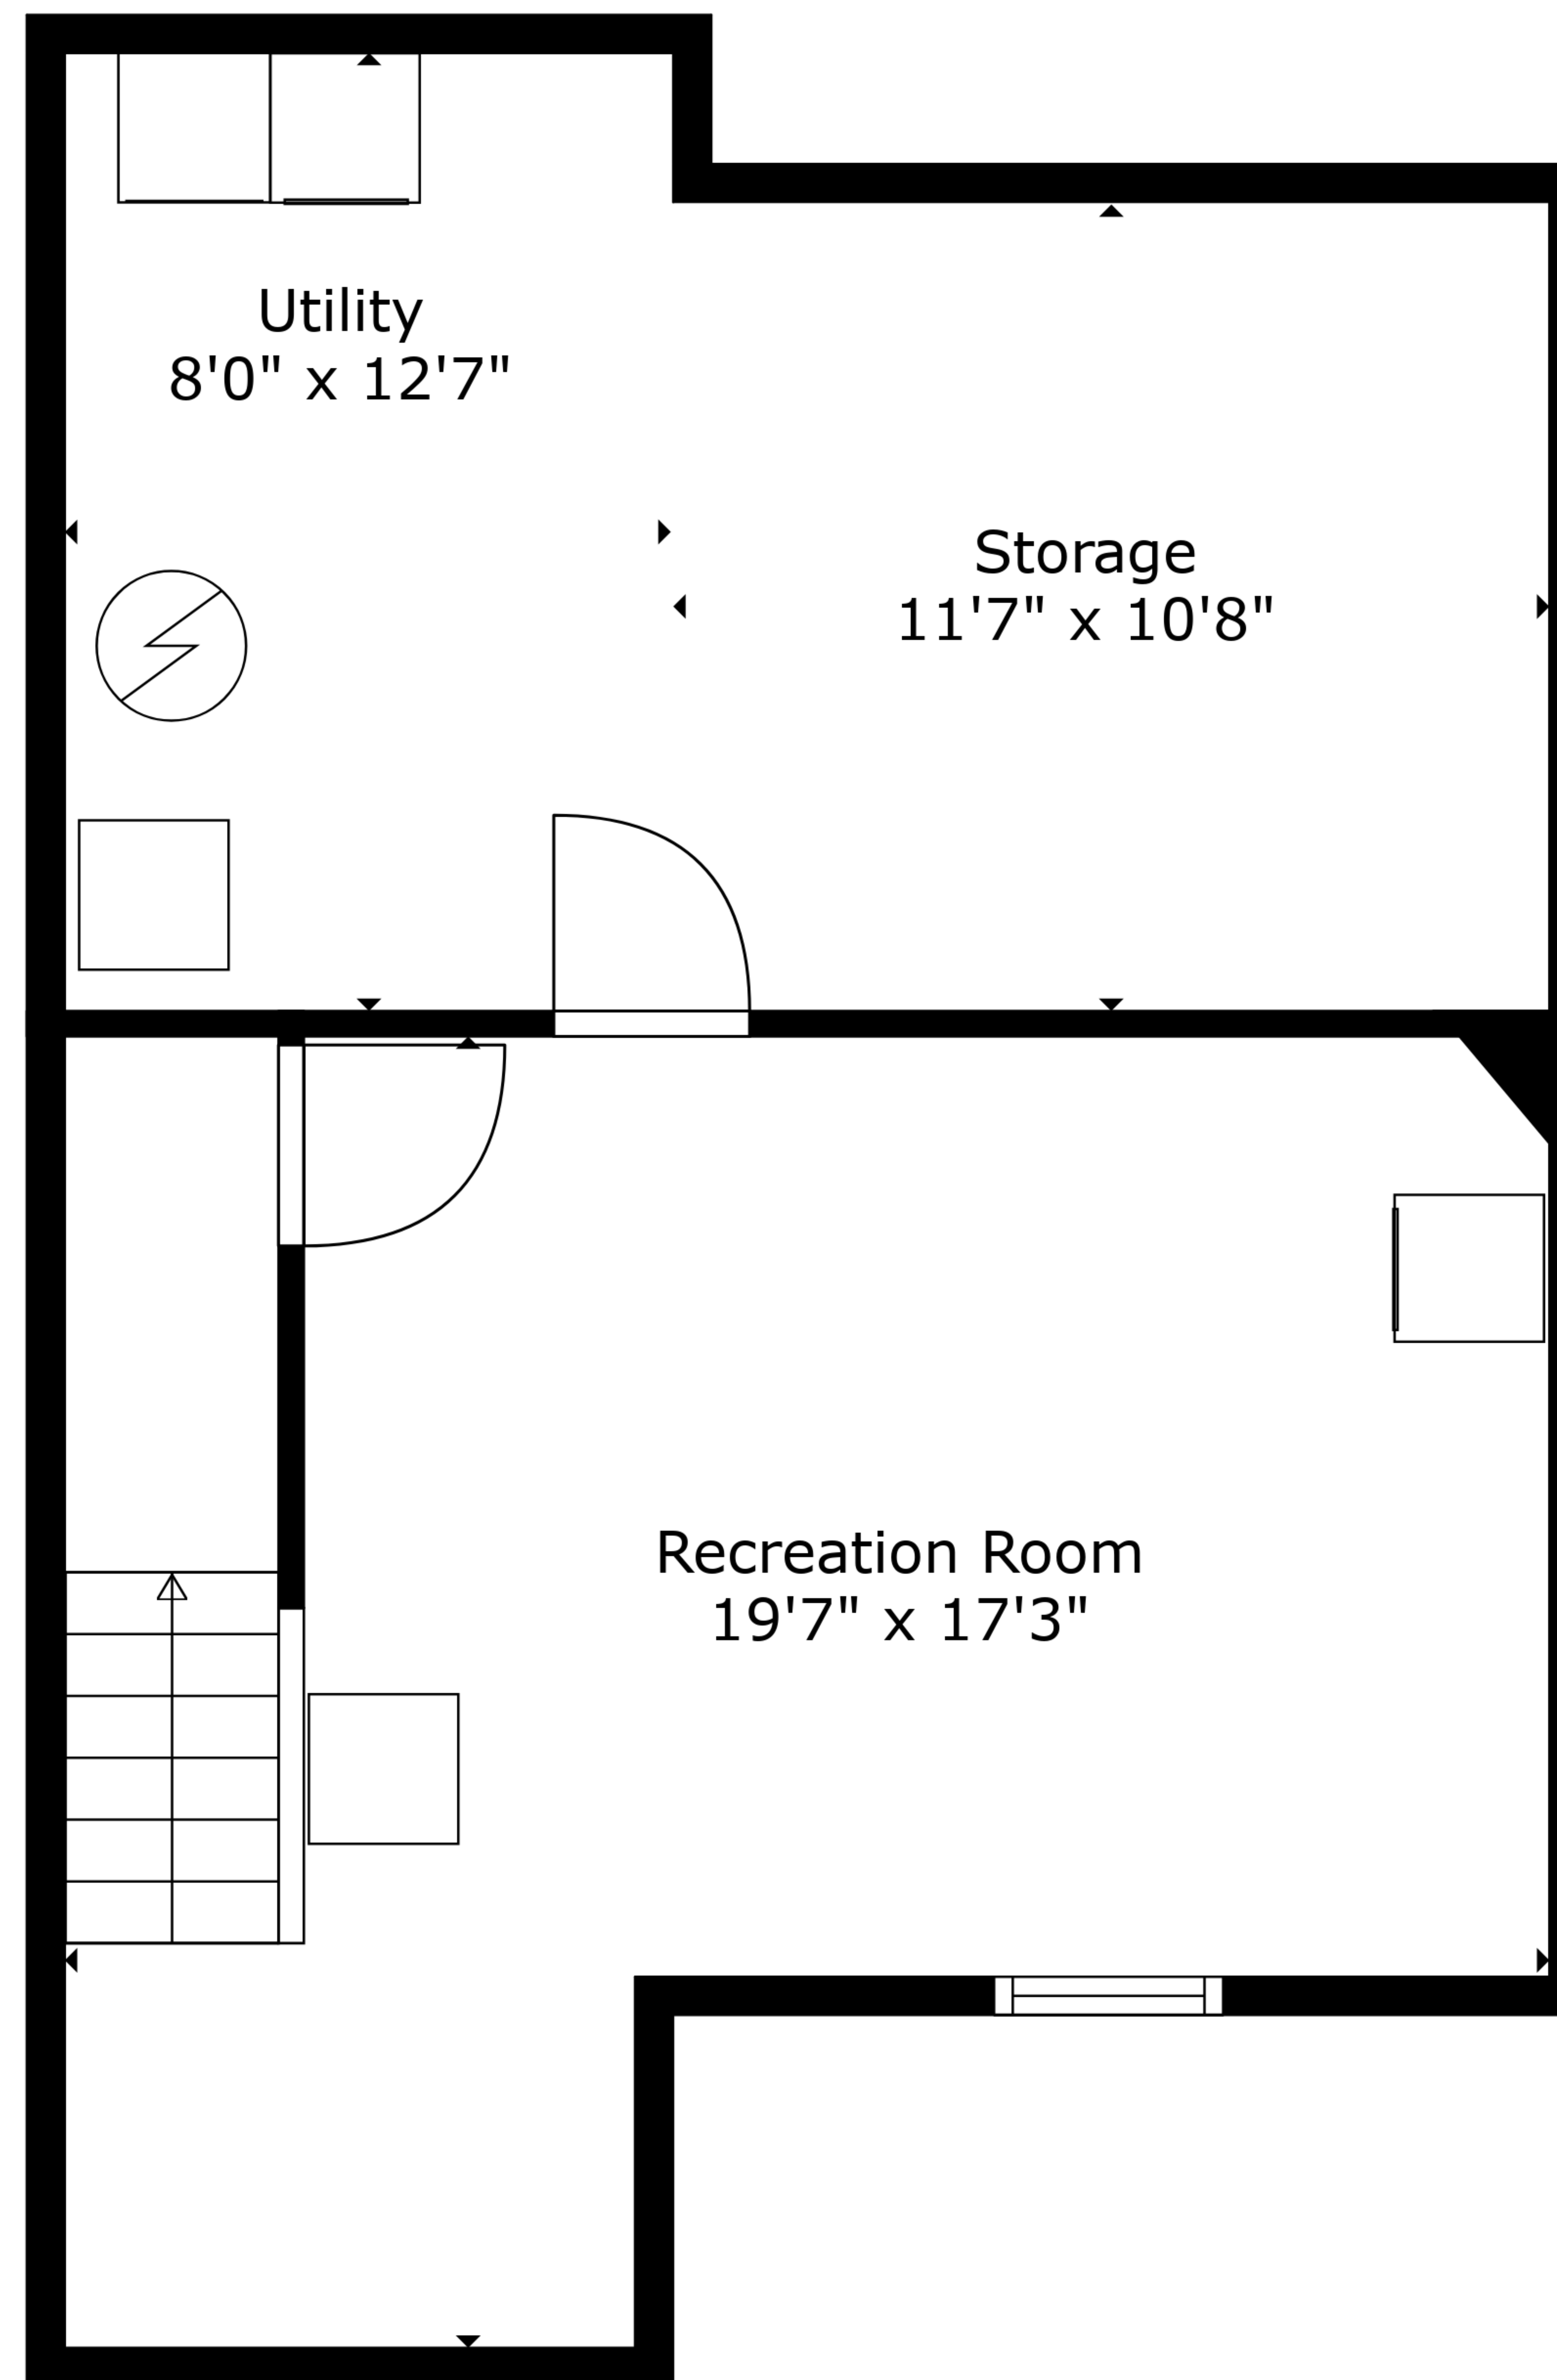 Utility
8'0" x 12'7"
Storage
11'7" x 10'8"
Recreation Room
19'7" x 17'3"